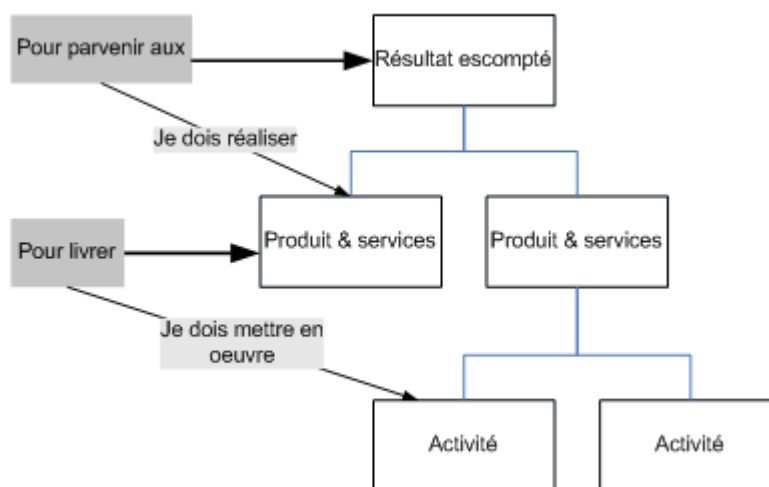 Pour parvenir aux
Résultat escompté
Je dois réaliser
Produit & services
Produit & services
Pour livrer
Je dois mettre en
oeuvre
Activité
Activité